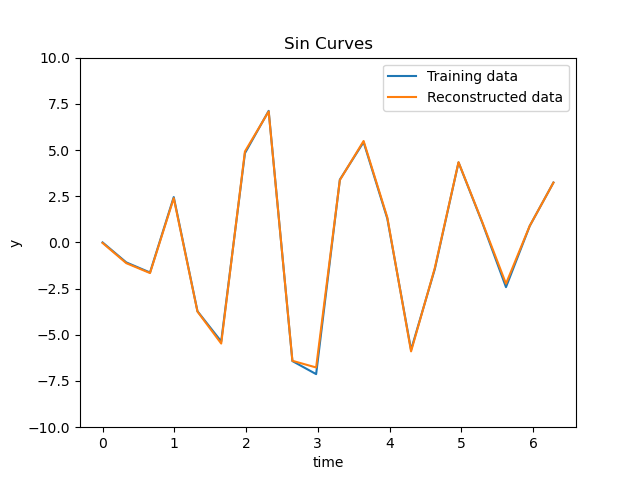 Sin Curves
10.0
7.5
5.0
2.5
0.0
−2.5
−5.0
−7.5
−10.0
y
Training data
Reconstructed data
0 1 2 3 4 5 6
time